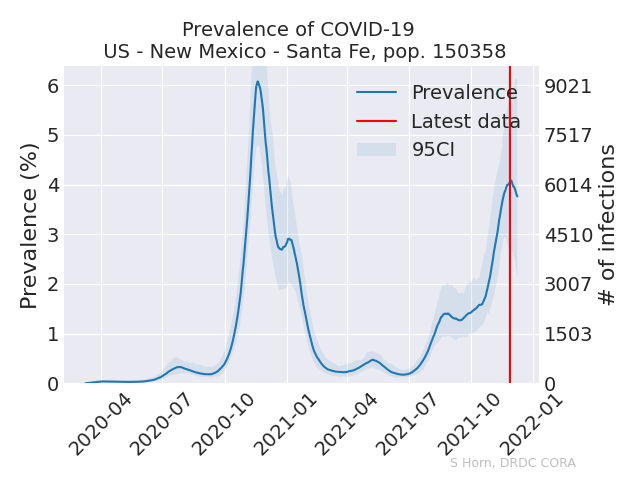 Prevalence of COVID-19
US - New Mexico - Santa Fe, pop. 150358
Prevalence (%)
6
5
4
3
2
1
0
Prevalence
Latest data
95CI
9021
7517
6014
4510
3007
1503
0
# of infections
2020-04
2020-07
2020-10
2021-01
2021-04
2021-07
2021-10
2022-01
S Horn, DRDC CORA